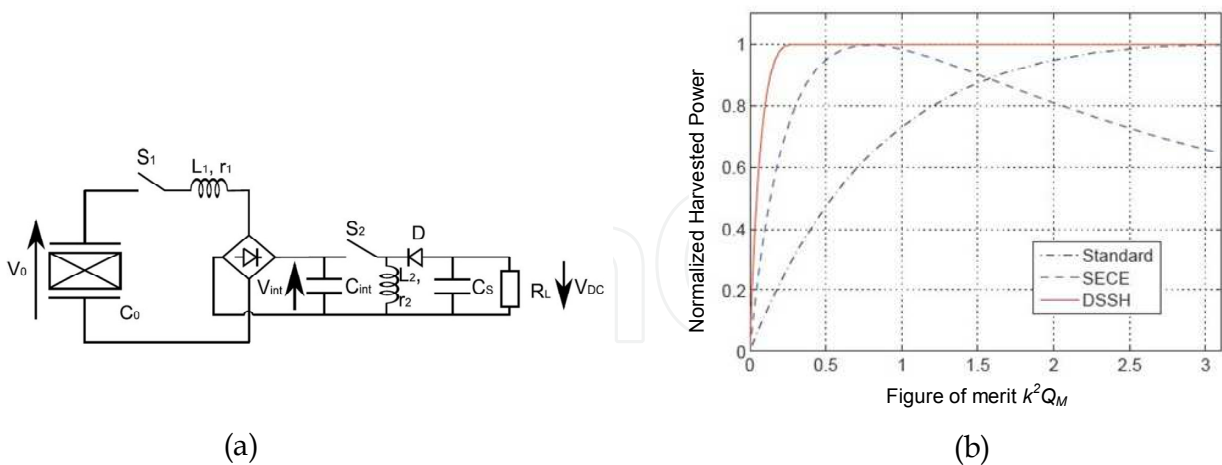 S1
L1, r1
V0
C0
Vint
Cint
S2
L2,
r2
D
CS
RL
VDC
(a)
Normalized Harvested Power
1
0.8
0.6
0.4
0.2
0
0
0.5
1
1.5
2
2.5
3
Standard
SECE
DSSH
Figure of merit k²QM
(b)